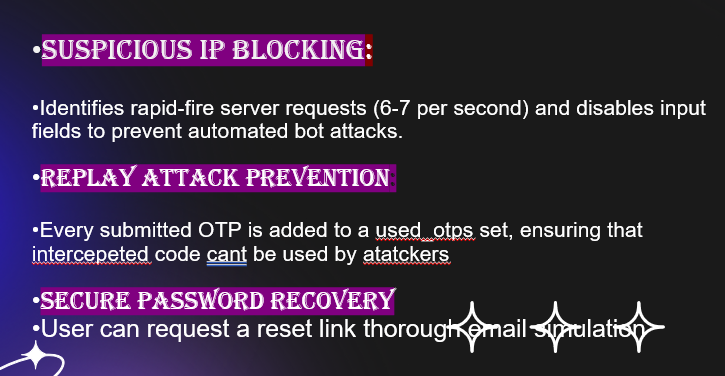 •SUSPICIOUS IP BLOCKING:
•Identifies rapid-fire server requests (6-7 per second) and disables input
fields to prevent automated bot attacks.
•REPLAY ATTACK PREVENTION:
•Every submitted OTP is added to a used_otps set, ensuring that
intercepeted code cant be used by atatckers
•SECURE PASSWORD RECOVERY
•User can request a reset link thorough email simulation